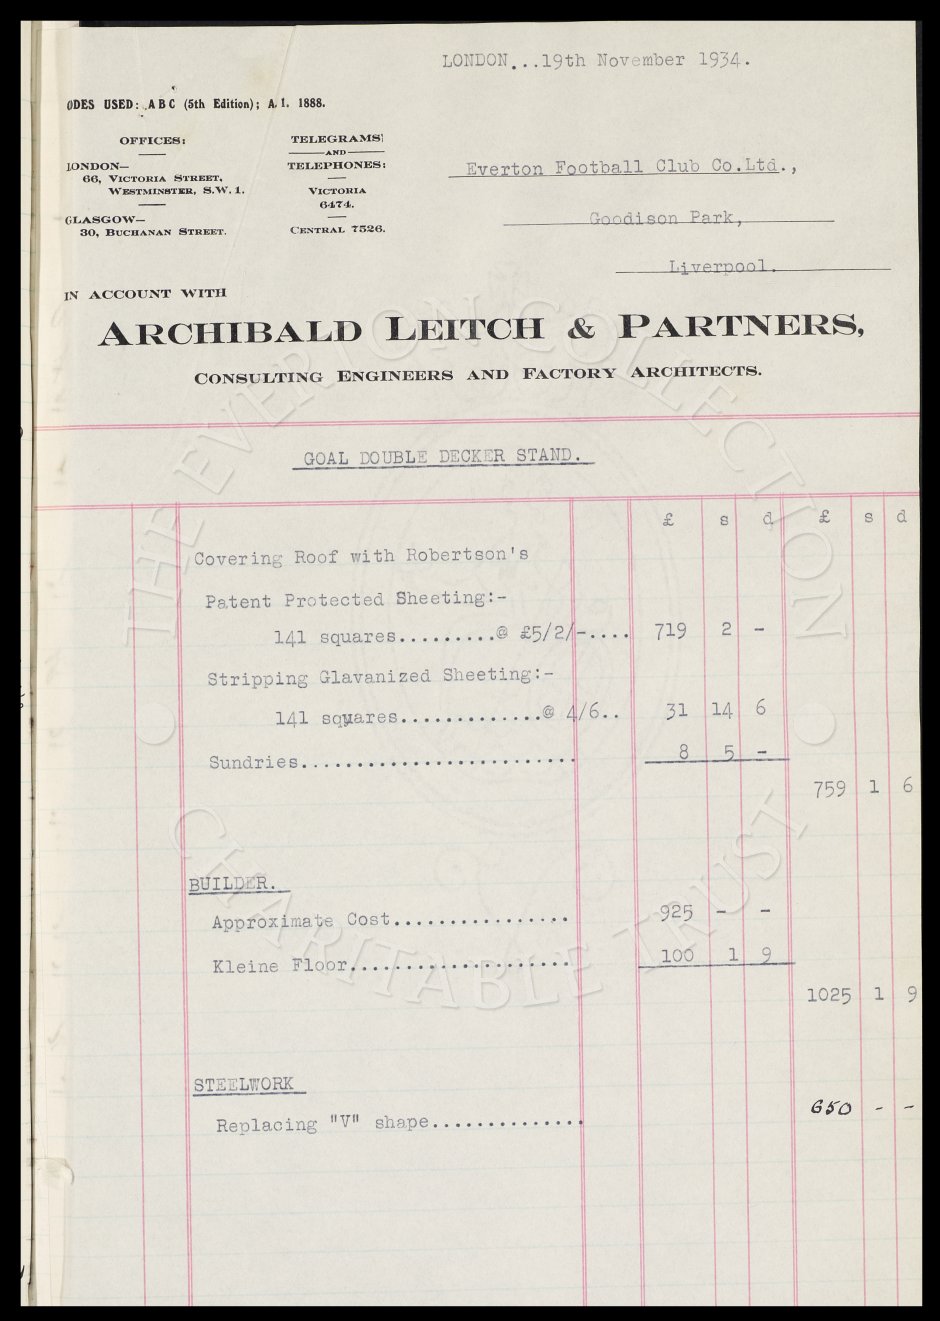 LONDON...19th November 1934.
ODES USED: A B C (5th Edition); A. 1. 1888.
OFFICES:
LONDON—
66, VICTORIA STREET,
WESTMINSTER, S.W. 1.
GLASGOW—
30, BUCHANAN STREET.
TELEGRAMS
AND
TELEPHONES:
VICTORIA
6474.
CENTRAL 7526.
Everton Football Club Co.Ltd.,
Goodison Park,
Liverpool.
IN ACCOUNT WITH
ARCHIBALD LEITCH & PARTNERS,
CONSULTING ENGINEERS AND FACTORY ARCHITECTS.
GOAL DOUBLE DECKER STAND.
£ s d £ s d
Covering Roof with Robertson's
Patent Protected Sheeting:-
141 squares.........@ £5/2/-.... 719 2 -
Stripping Glavanized Sheeting:-
141 squares.............@ 4/6.. 31 14 6
Sundries......................... 8 5 -
759 1 6
BUILDER.
Approximate Cost................ 925 - -
Kleine Floor.................... 100 1 9
1025 1 9
STEELWORK
Replacing "V" shape.............. 650 - -
THE EVERTON COLLECTION
CHARITABLE TRUST